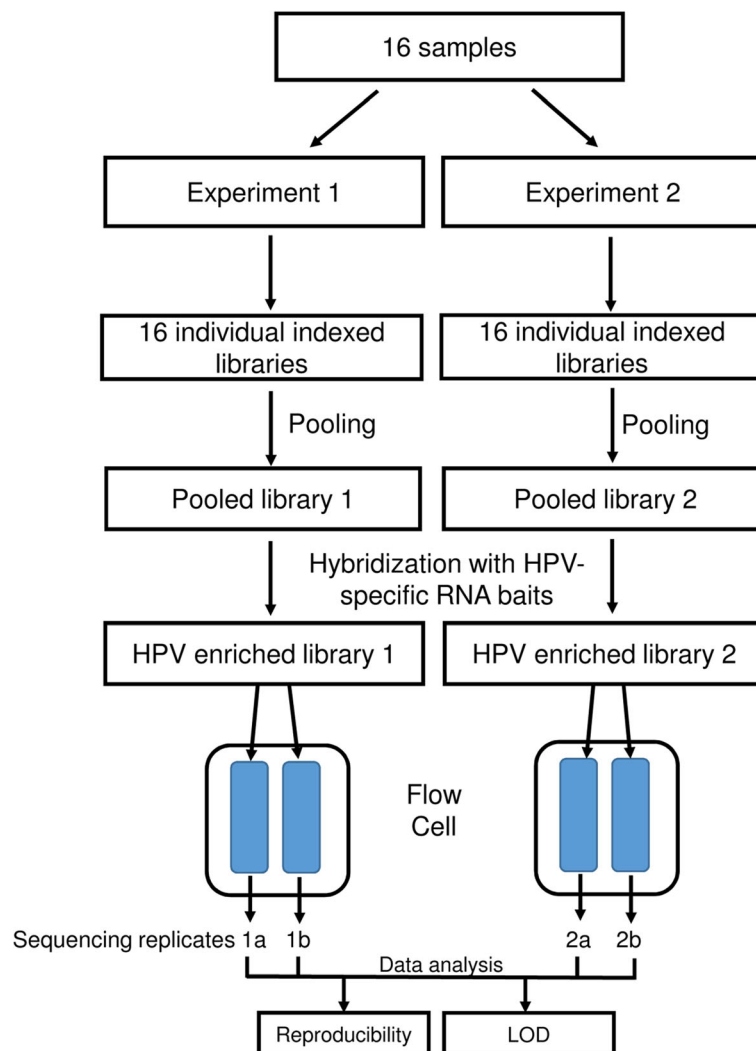 16 samples
Experiment 1
Experiment 2
16 individual indexed
libraries
16 individual indexed
libraries
Pooling
Pooling
Pooled library 1
Pooled library 2
Hybridization with HPV-
specific RNA baits
HPV enriched library 1
HPV enriched library 2
Flow
Cell
Sequencing replicates 1a 1b
2a 2b
Data analysis
Reproducibility
LOD